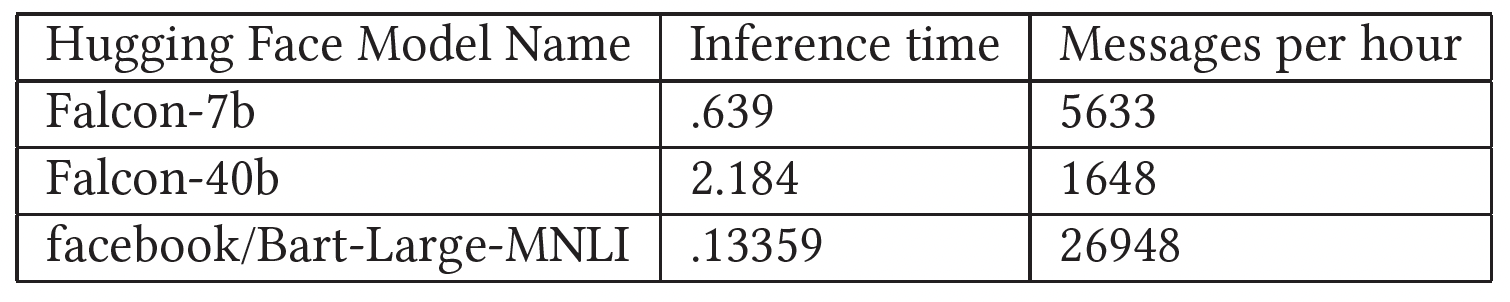 Hugging Face Model Name Inference time Messages per hour
Falcon-7b .639 5633
Falcon-40b 2.184 1648
facebook/Bart-Large-MNLI .13359 26948